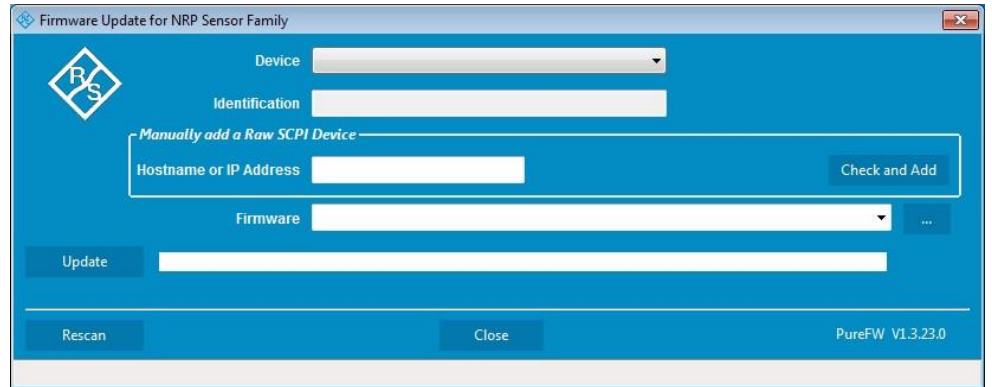 Firmware Update for NRP Sensor Family
R
S
Device
Identification
Manually add a Raw SCPI Device
Hostname or IP Address
Check and Add
Firmware
...
Update
Rescan
Close
PureFW V1.3.23.0